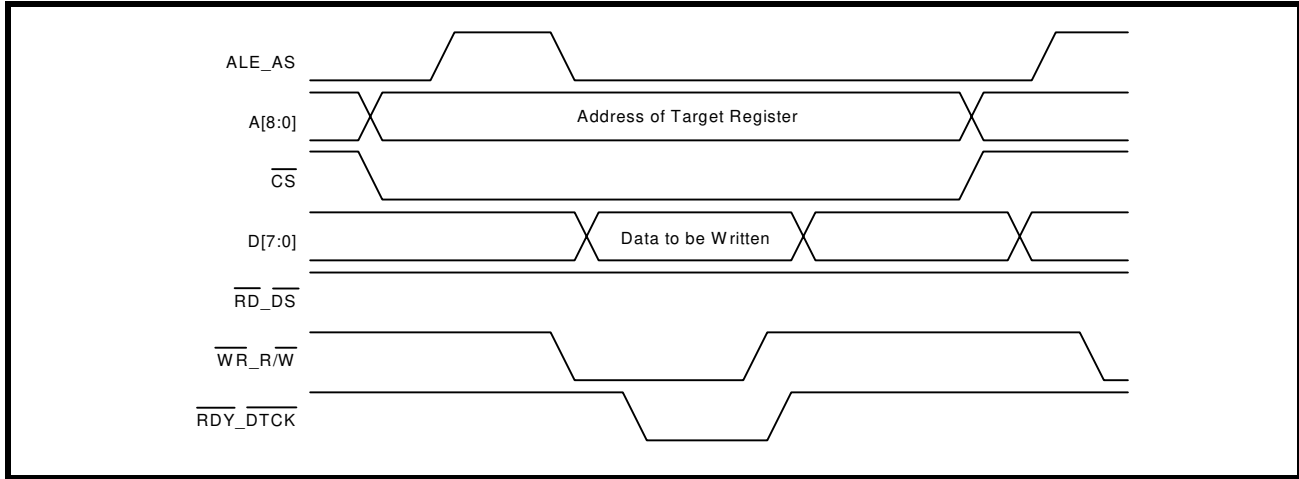 ALE_AS
A[8:0]
Address of Target Register
CS
D[7:0]
Data to be Written
RD_DS
WR_R/W
RDY_DTCK